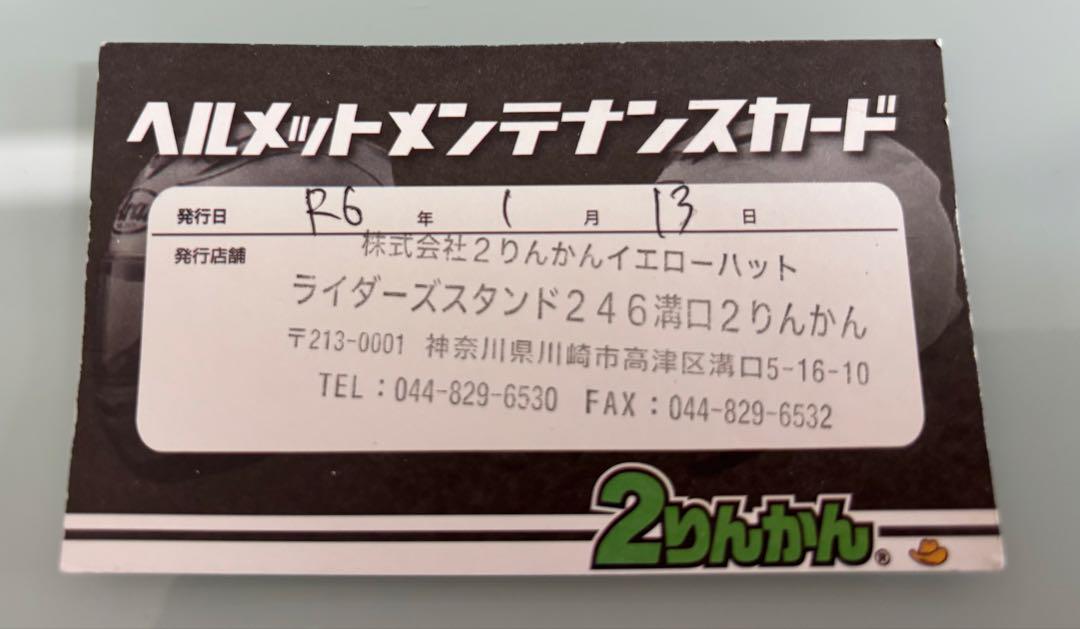 ヘルメットメンテナンスカード
発行日 R6 年 1 月 13 日
発行店舗 株式会社2りんかんイエローハット
ライダーズスタンド246溝口2りんかん
〒213-0001 神奈川県川崎市高津区溝口5-16-10
TEL：044-829-6530 FAX：044-829-6532
2りんかん®